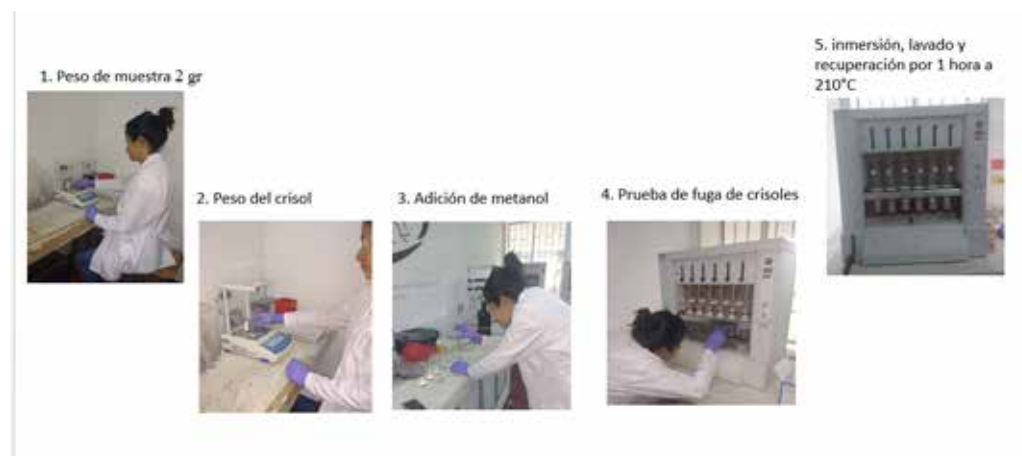 1. Peso de muestra 2 gr
2. Peso del crisol
3. Adición de metanol
4. Prueba de fuga de crisoles
5. inmersión, lavado y
recuperación por 1 hora a
210°C